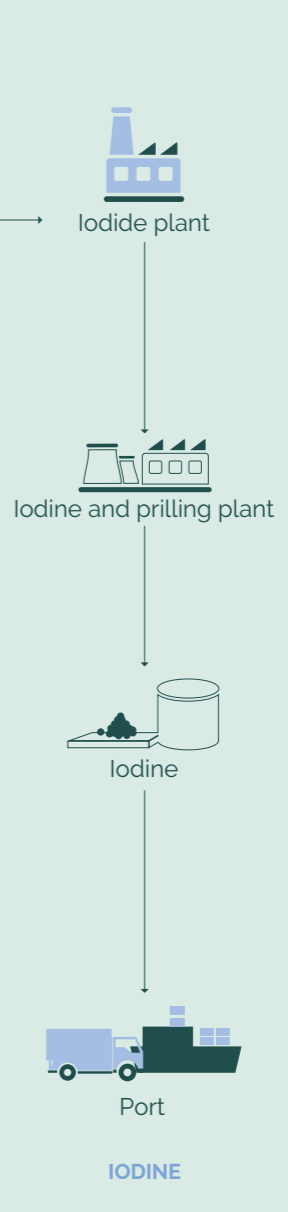 Iodide plant
Iodine and prilling plant
Iodine
Port
IODINE